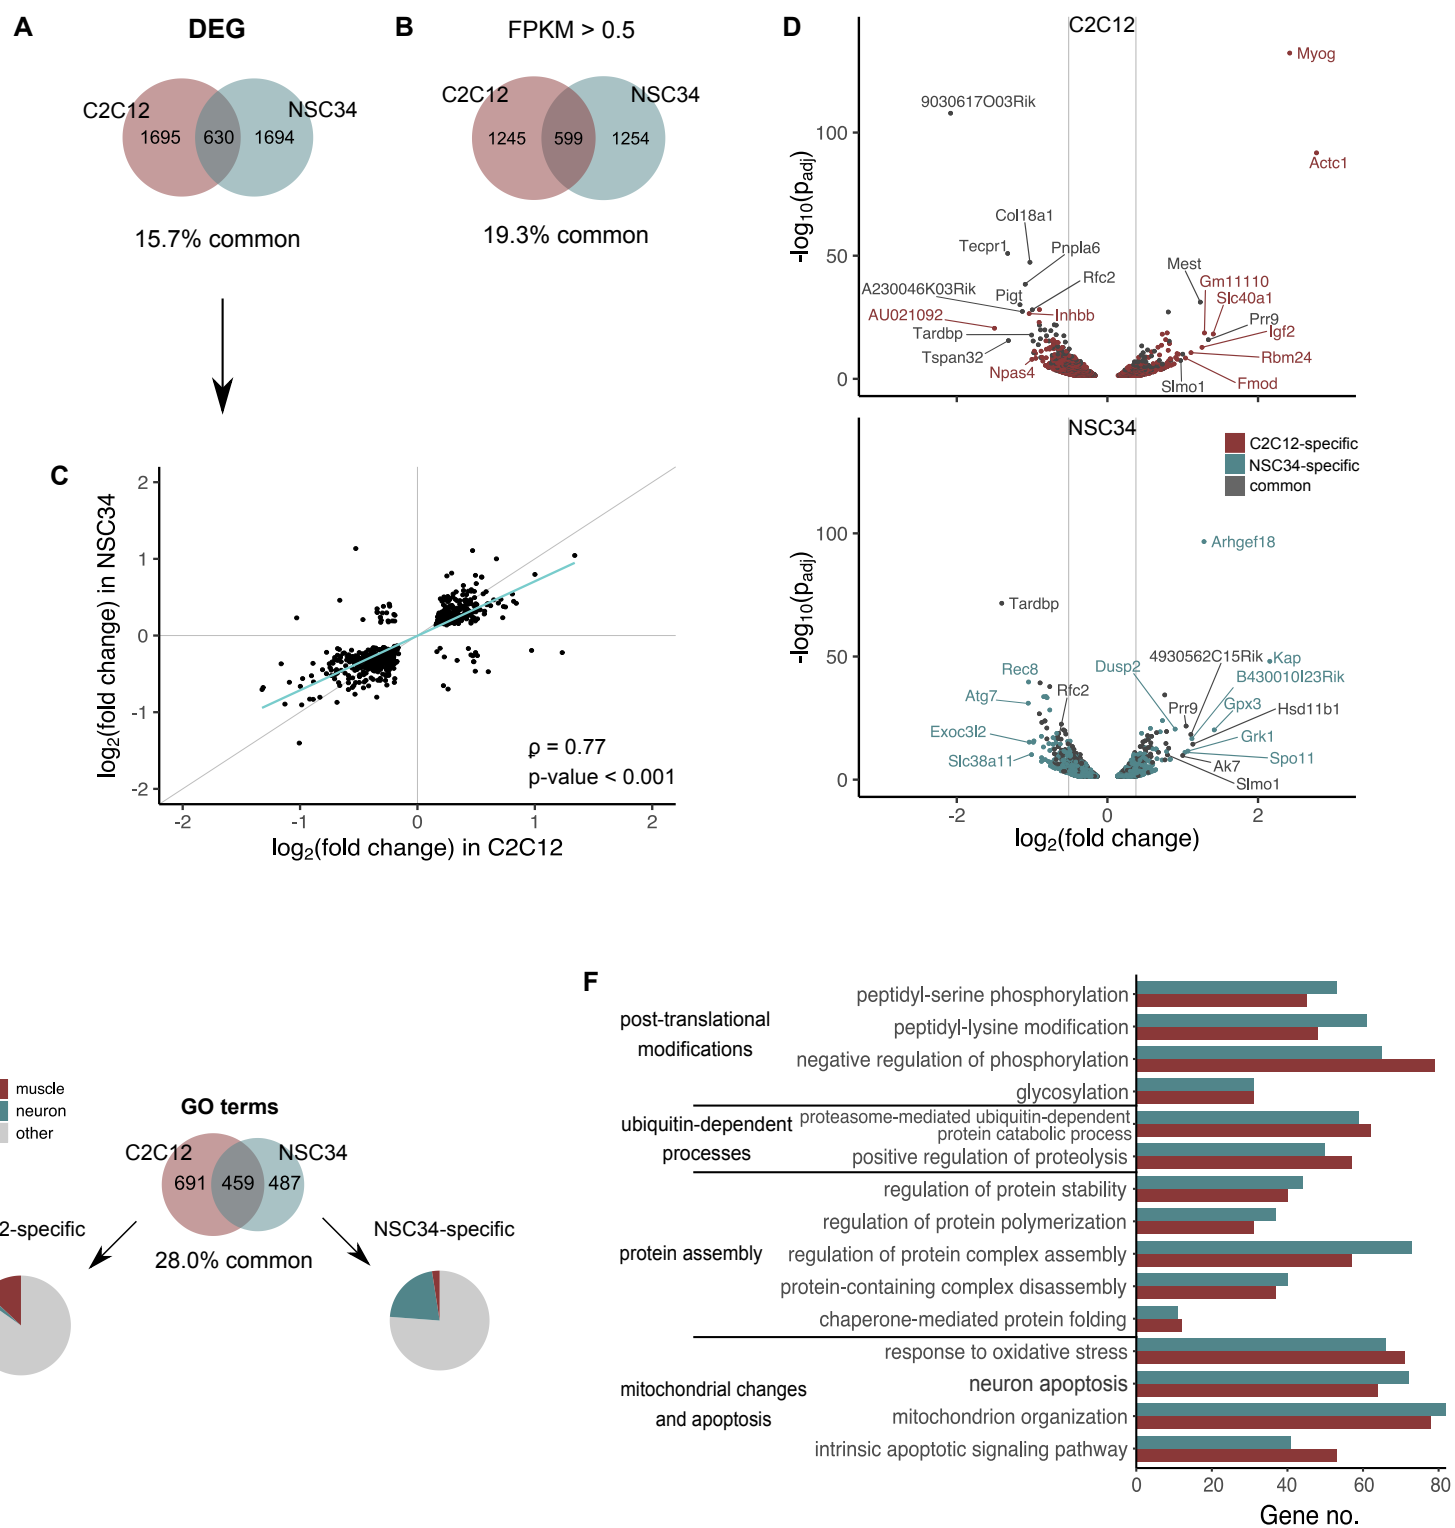 A
DEG
C2C12
NSC34
1695
630
1694
15.7% common
B
FPKM > 0.5
C2C12
NSC34
1245
599
1254
19.3% common
C
log2(fold change) in NSC34
2
1
0
-1
-2
ρ = 0.77
p-value < 0.001
-2
-1
0
1
2
log2(fold change) in C2C12
D
C2C12
-log10(padj)
100
50
0
Myog
9030617O03Rik
Actc1
Col18a1
Tecpr1
Pnpla6
Mest
Rfc2
Gm11110
A230046K03Rik
Pigt
Slc40a1
AU021092
Inhbb
Prr9
Igf2
Tardbp
Tspan32
Rbm24
Npas4
Slmo1
Fmod
NSC34
C2C12-specific
NSC34-specific
common
-log10(padj)
100
50
0
Arhgef18
Tardbp
4930562C15Rik
Kap
Rec8
Dusp2
B430010I23Rik
Atg7
Rfc2
Prr9
Gpx3
Hsd11b1
Exoc3l2
Grk1
Slc38a11
Spo11
Ak7
Slmo1
-2
0
2
log2(fold change)
muscle
neuron
other
GO terms
C2C12
NSC34
691
459
487
2-specific
NSC34-specific
28.0% common
F
post-translational
modifications
peptidyl-serine phosphorylation
peptidyl-lysine modification
negative regulation of phosphorylation
glycosylation
ubiquitin-dependent
processes
proteasome-mediated ubiquitin-dependent
protein catabolic process
positive regulation of proteolysis
protein assembly
regulation of protein stability
regulation of protein polymerization
regulation of protein complex assembly
protein-containing complex disassembly
chaperone-mediated protein folding
mitochondrial changes
and apoptosis
response to oxidative stress
neuron apoptosis
mitochondrion organization
intrinsic apoptotic signaling pathway
0
20
40
60
80
Gene no.